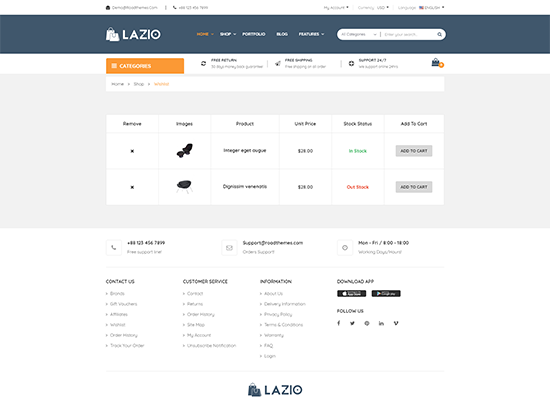 Demo@Roadthemes.Com +88 123 456 7899 My Account Currency: USD Language: ENGLISH
LAZIO HOME SHOP PORTFOLIO BLOG FEATURES All Categories Enter your search...
CATEGORIES
FREE RETURN
30 days money back guarantee!
FREE SHIPPING
Free shipping on all order
SUPPORT 24/7
We support online 24hrs
Home > Shop > Wishlist
Remove Images Product Unit Price Stock Status Add To Cart
× Integer eget augue $28.00 In Stock ADD TO CART
× Dignissim venenatis $28.00 Out Stock ADD TO CART
+88 123 456 7899
Free support line!
Support@roadthemes.com
Orders Support!
Mon - Fri / 8:00 - 18:00
Working Days/Hours!
CONTACT US
Brands
Gift Vouchers
Affiliates
Wishlist
Order History
Track Your Order
CUSTOMER SERVICE
Contact
Returns
Order History
Site Map
My Account
Unsubscribe Notification
INFORMATION
About Us
Delivery Information
Privacy Policy
Terms & Conditions
Warranty
FAQ
Login
DOWNLOAD APP
App Store Google play
FOLLOW US
LAZIO